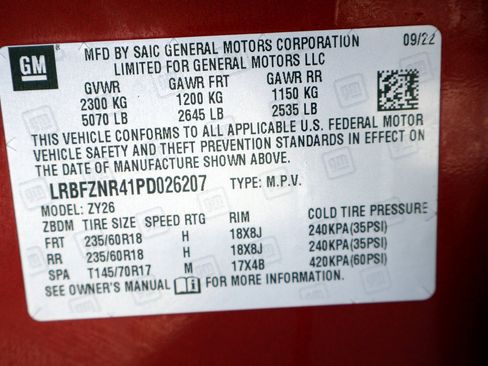 GM
MFD BY SAIC GENERAL MOTORS CORPORATION 09/22
LIMITED FOR GENERAL MOTORS LLC
GVWR GAWR FRT GAWR RR
2300 KG 1200 KG 1150 KG
5070 LB 2645 LB 2535 LB
THIS VEHICLE CONFORMS TO ALL APPLICABLE U.S. FEDERAL MOTOR
VEHICLE SAFETY AND THEFT PREVENTION STANDARDS IN EFFECT ON
THE DATE OF MANUFACTURE SHOWN ABOVE.
LRBFZNR41PD026207 TYPE: M.P.V.
MODEL: ZY26
ZBDM TIRE SIZE SPEED RTG RIM COLD TIRE PRESSURE
FRT 235/60R18 H 18X8J 240KPA(35PSI)
RR 235/60R18 H 18X8J 240KPA(35PSI)
SPA T145/70R17 M 17X4B 420KPA(60PSI)
SEE OWNER'S MANUAL FOR MORE INFORMATION.